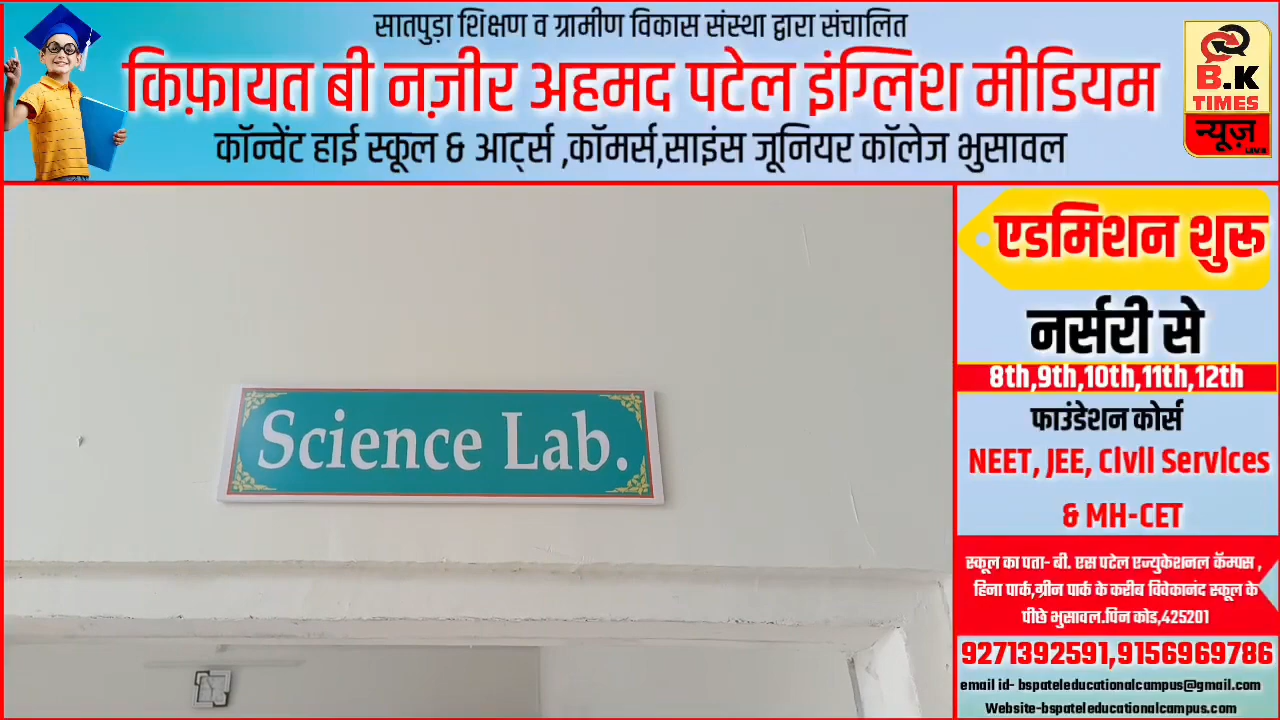 सातपुड़ा शिक्षण व ग्रामीण विकास संस्था द्वारा संचालित
किफ़ायत बी नज़ीर अहमद पटेल इंग्लिश मीडियम
कॉन्वेंट हाई स्कूल & आर्ट्स ,कॉमर्स,साइंस जूनियर कॉलेज भुसावल
B.K
TIMES
न्यूज़
LIVE
एडमिशन शुरू
नर्सरी से
8th,9th,10th,11th,12th
फाउंडेशन कोर्स
NEET, JEE, Civil Services
& MH-CET
स्कूल का पता- बी. एस पटेल एज्युकेशनल कॅम्पस ,
हिना पार्क,ग्रीन पार्क के करीब विवेकानंद स्कूल के
पीछे भुसावल.पिन कोड,425201
9271392591,9156969786
email id- bspateleducationalcampus@gmail.com
Website-bspateleducationalcampus.com
Science Lab.